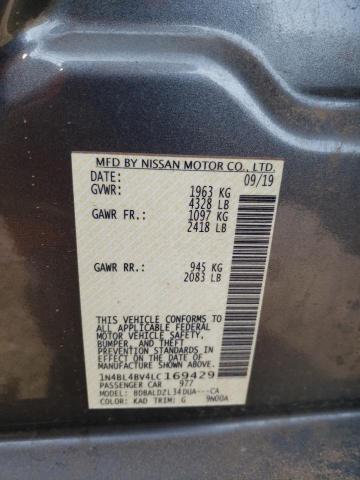 MFD BY NISSAN MOTOR CO., LTD.
DATE: 09/19
GVWR: 1963 KG
4328 LB
GAWR FR.: 1097 KG
2418 LB
GAWR RR.: 945 KG
2083 LB
THIS VEHICLE CONFORMS TO
ALL APPLICABLE FEDERAL
MOTOR VEHICLE SAFETY,
BUMPER, AND THEFT
PREVENTION STANDARDS IN
EFFECT ON THE DATE OF
MANUFACTURE SHOWN ABOVE.
1N4BL4BV4LC169429
PASSENGER CAR 977
MODEL: BDBALDZL34DUA---CA
COLOR: KAD TRIM: G 9N00A